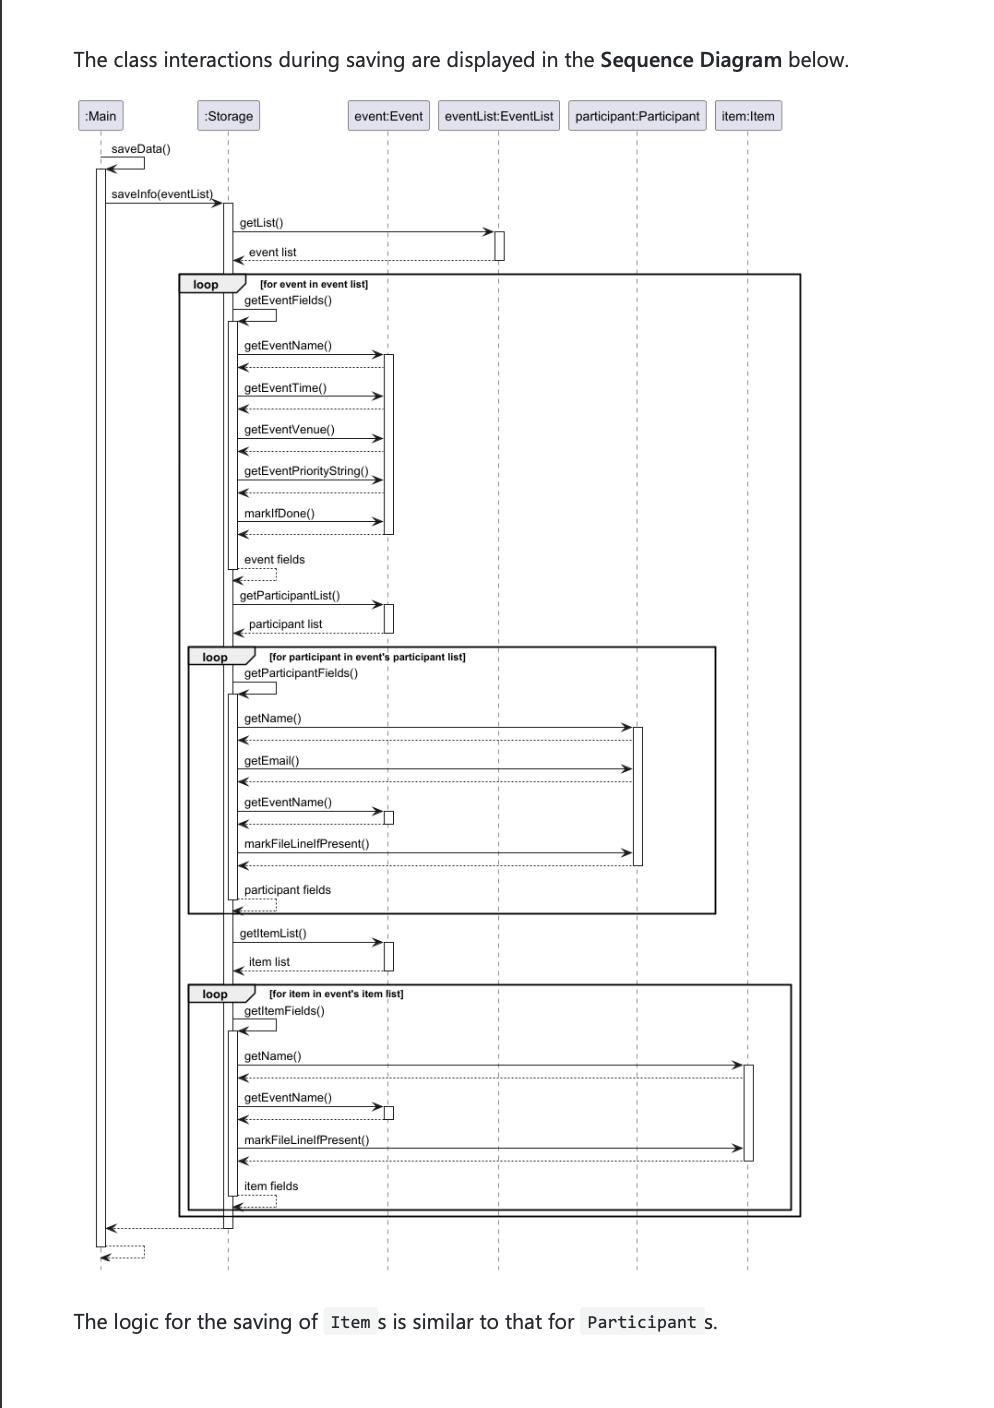 The class interactions during saving are displayed in the Sequence Diagram below.
:Main :Storage event:Event eventList:EventList participant:Participant item:Item
saveData()
saveInfo(eventList)
getList()
event list
loop [for event in event list]
getEventFields()
getEventName()
getEventTime()
getEventVenue()
getEventPriorityString()
markIfDone()
event fields
getParticipantList()
participant list
loop [for participant in event's participant list]
getParticipantFields()
getName()
getEmail()
getEventName()
markFileLineIfPresent()
participant fields
getItemList()
item list
loop [for item in event's item list]
getItemFields()
getName()
getEventName()
markFileLineIfPresent()
item fields
The logic for the saving of Item s is similar to that for Participant s.